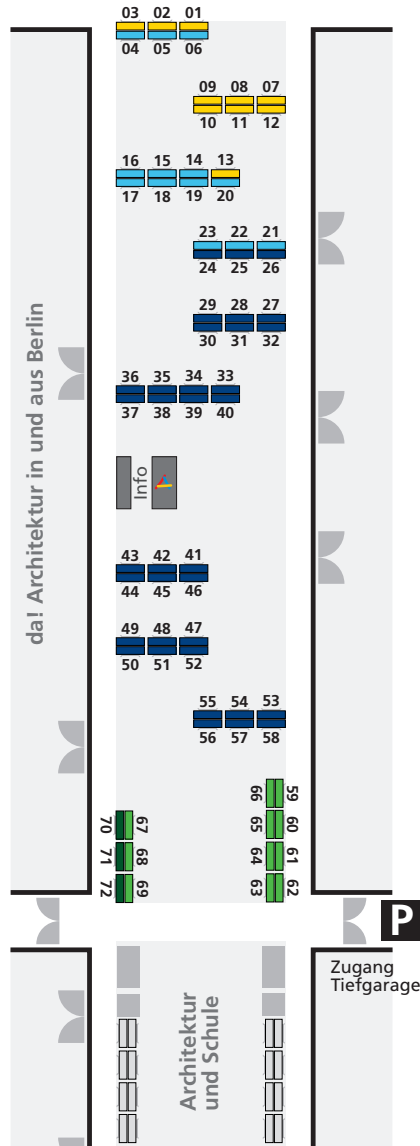 03 02 01
04 05 06
09 08 07
10 11 12
16 15 14 13
17 18 19 20
23 22 21
24 25 26
29 28 27
30 31 32
36 35 34 33
37 38 39 40
da! Architektur in und aus Berlin
Info
43 42 41
44 45 46
49 48 47
50 51 52
55 54 53
56 57 58
66 59
65 60
64 61
63 62
70 67
71 68
72 69
P
Zugang
Tiefgarage
Architektur
und Schule